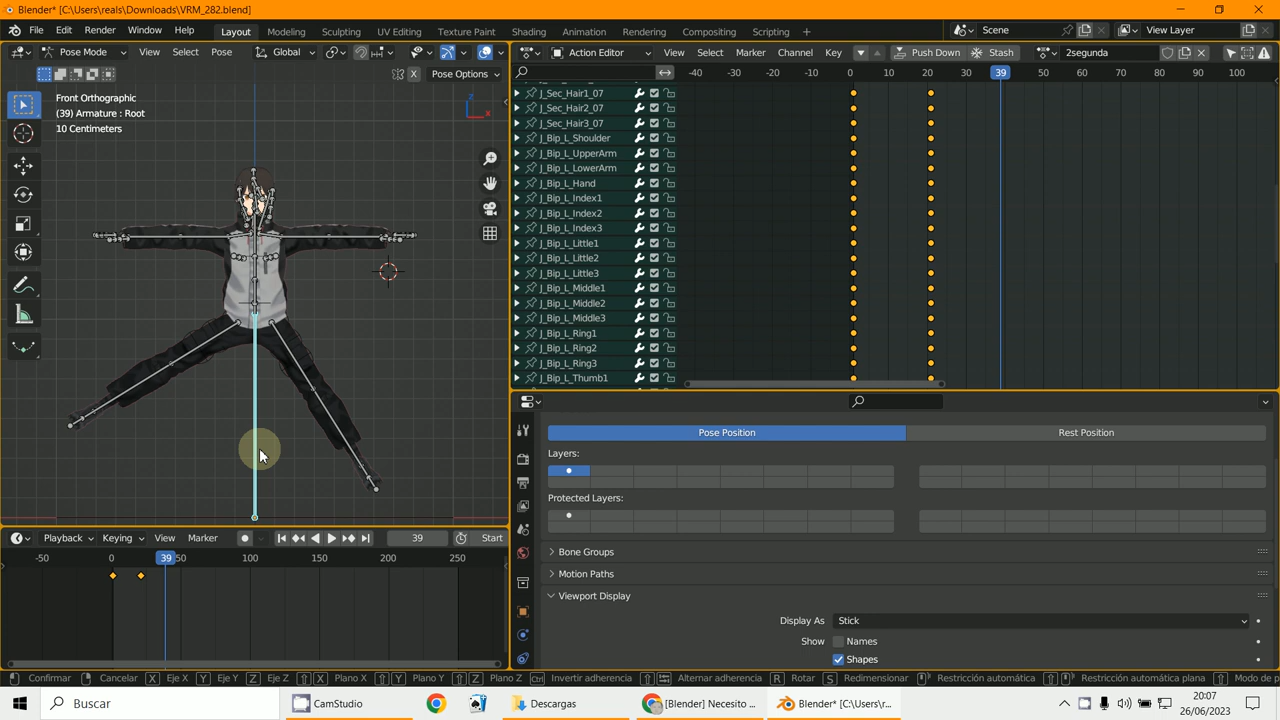 Blender* [C:\Users\reals\Downloads\VRM_282.blend]
File Edit Render Window Help Layout Modeling Sculpting UV Editing Texture Paint Shading Animation Rendering Compositing Geometry Nodes Scripting + Scene View Layer
Pose Mode View Select Pose Global
Action Editor View Select Marker Channel Key Push Down Stash 2segunda
X Pose Options
-40 -30 -20 -10 0 10 20 30 39 50 60 70 80 90 100
Front Orthographic
(39) Armature : Root
10 Centimeters
J_Sec_Hair1_07
J_Sec_Hair2_07
J_Sec_Hair3_07
J_Bip_L_Shoulder
J_Bip_L_UpperArm
J_Bip_L_LowerArm
J_Bip_L_Hand
J_Bip_L_Index1
J_Bip_L_Index2
J_Bip_L_Index3
J_Bip_L_Little1
J_Bip_L_Little2
J_Bip_L_Little3
J_Bip_L_Middle1
J_Bip_L_Middle2
J_Bip_L_Middle3
J_Bip_L_Ring1
J_Bip_L_Ring2
J_Bip_L_Ring3
J_Bip_L_Thumb1
Pose Position Rest Position
Layers:
Protected Layers:
Bone Groups
Motion Paths
Viewport Display
Display As Stick
Show Names
Shapes
Playback Keying View Marker 39 Start
-50 0 39 50 100 150 200 250
Confirmar Cancelar X Eje X Y Eje Y Z Eje Z X Plano X Y Plano Y Z Plano Z Invertir adherencia Alternar adherencia R Rotar S Redimensionar Restricción automática Restricción automática plana Modo de p
Buscar CamStudio Descargas [Blender] Necesito ... Blender* [C:\Users\r...
20:07
26/06/2023